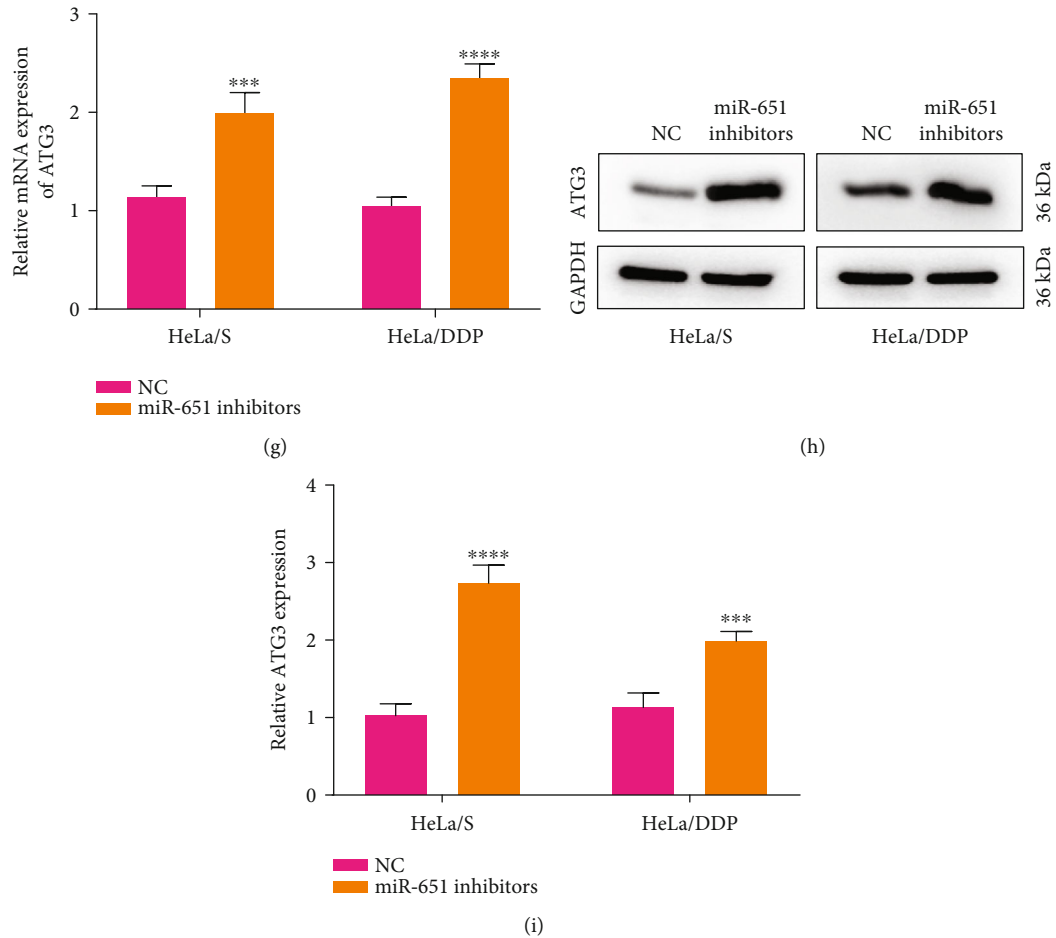 3
2
1
0
Relative mRNA expression
of ATG3
***
****
HeLa/S
HeLa/DDP
NC
miR-651 inhibitors
(g)
NC
miR-651
inhibitors
NC
miR-651
inhibitors
ATG3
36 kDa
GAPDH
36 kDa
HeLa/S
HeLa/DDP
(h)
4
3
2
1
0
Relative ATG3 expression
****
***
HeLa/S
HeLa/DDP
NC
miR-651 inhibitors
(i)